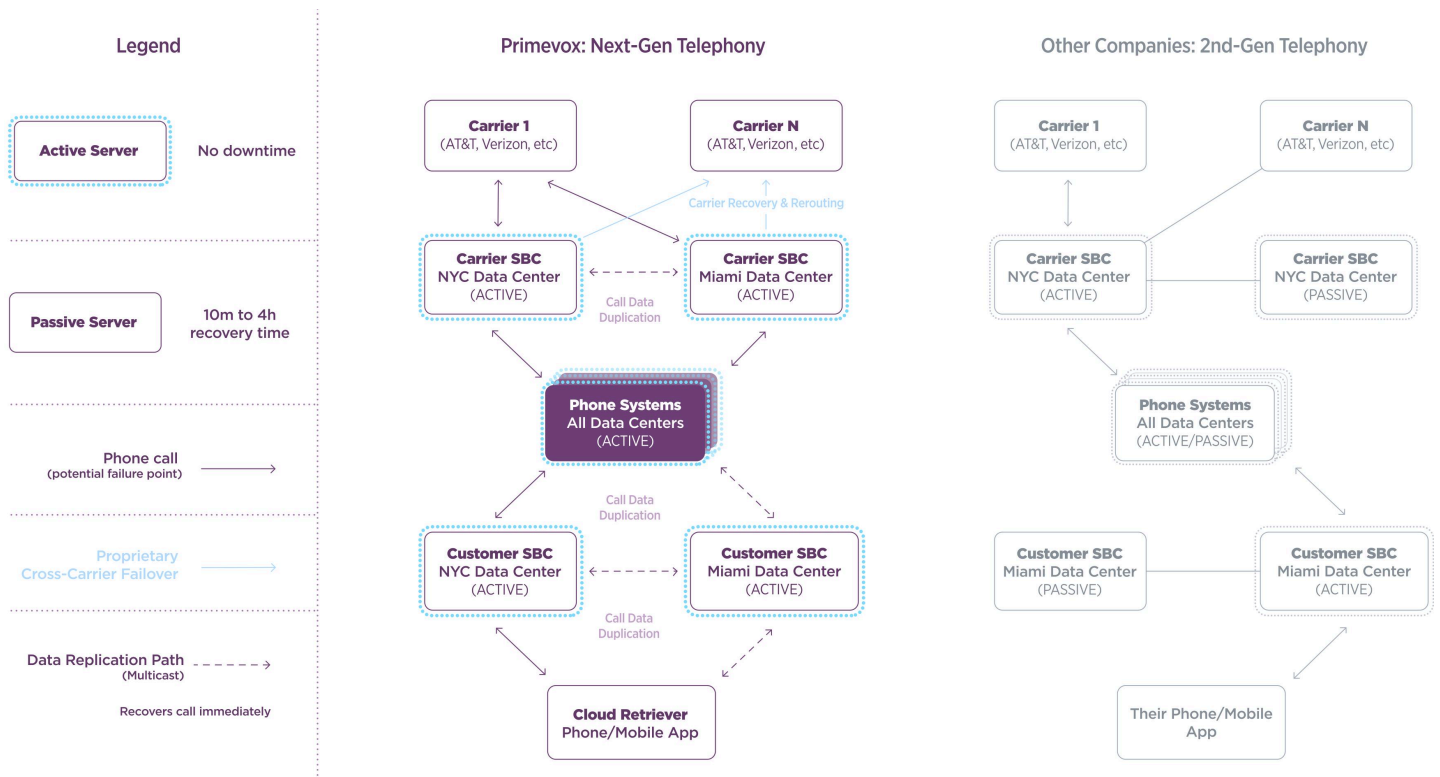 Legend
Active Server
No downtime
Passive Server
10m to 4h
recovery time
Phone call
(potential failure point)
Proprietary
Cross-Carrier Failover
Data Replication Path
(Multicast)
Recovers call immediately
Primevox: Next-Gen Telephony
Carrier 1
(AT&T, Verizon, etc)
Carrier N
(AT&T, Verizon, etc)
Carrier Recovery & Rerouting
Carrier SBC
NYC Data Center
(ACTIVE)
Carrier SBC
Miami Data Center
(ACTIVE)
Call Data
Duplication
Phone Systems
All Data Centers
(ACTIVE)
Call Data
Duplication
Customer SBC
NYC Data Center
(ACTIVE)
Customer SBC
Miami Data Center
(ACTIVE)
Call Data
Duplication
Cloud Retriever
Phone/Mobile App
Other Companies: 2nd-Gen Telephony
Carrier 1
(AT&T, Verizon, etc)
Carrier N
(AT&T, Verizon, etc)
Carrier SBC
NYC Data Center
(ACTIVE)
Carrier SBC
NYC Data Center
(PASSIVE)
Phone Systems
All Data Centers
(ACTIVE/PASSIVE)
Customer SBC
Miami Data Center
(PASSIVE)
Customer SBC
Miami Data Center
(ACTIVE)
Their Phone/Mobile
App